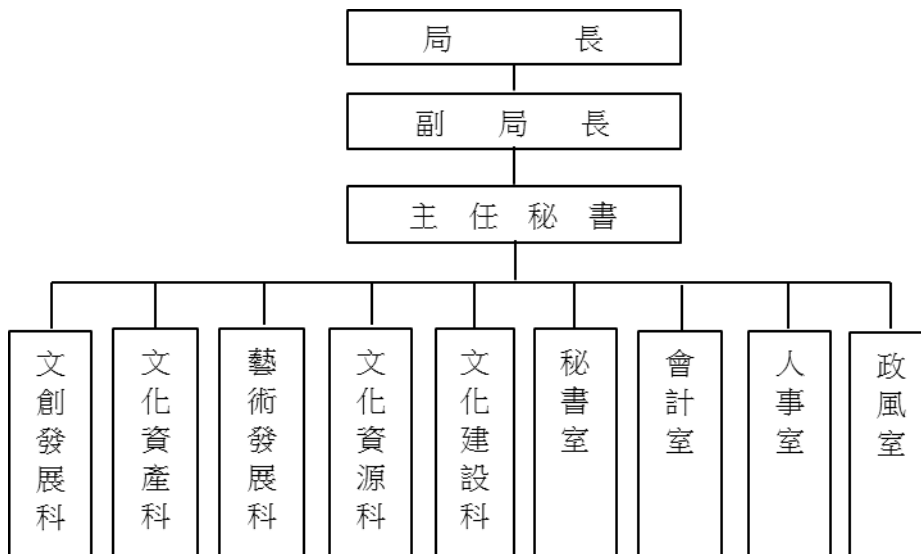 局長
副局長
主任秘書
文創發展科
文化資產科
藝術發展科
文化資源科
文化建設科
秘書室
會計室
人事室
政風室